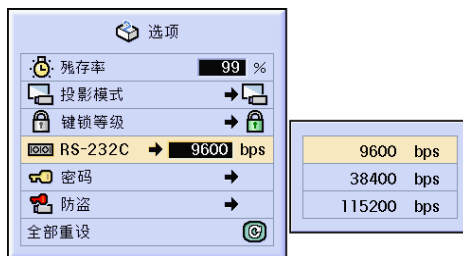 选项
残存率 99 %
投影模式
键锁等级
RS-232C 9600 bps
密码
防盗
全部重设
9600 bps
38400 bps
115200 bps